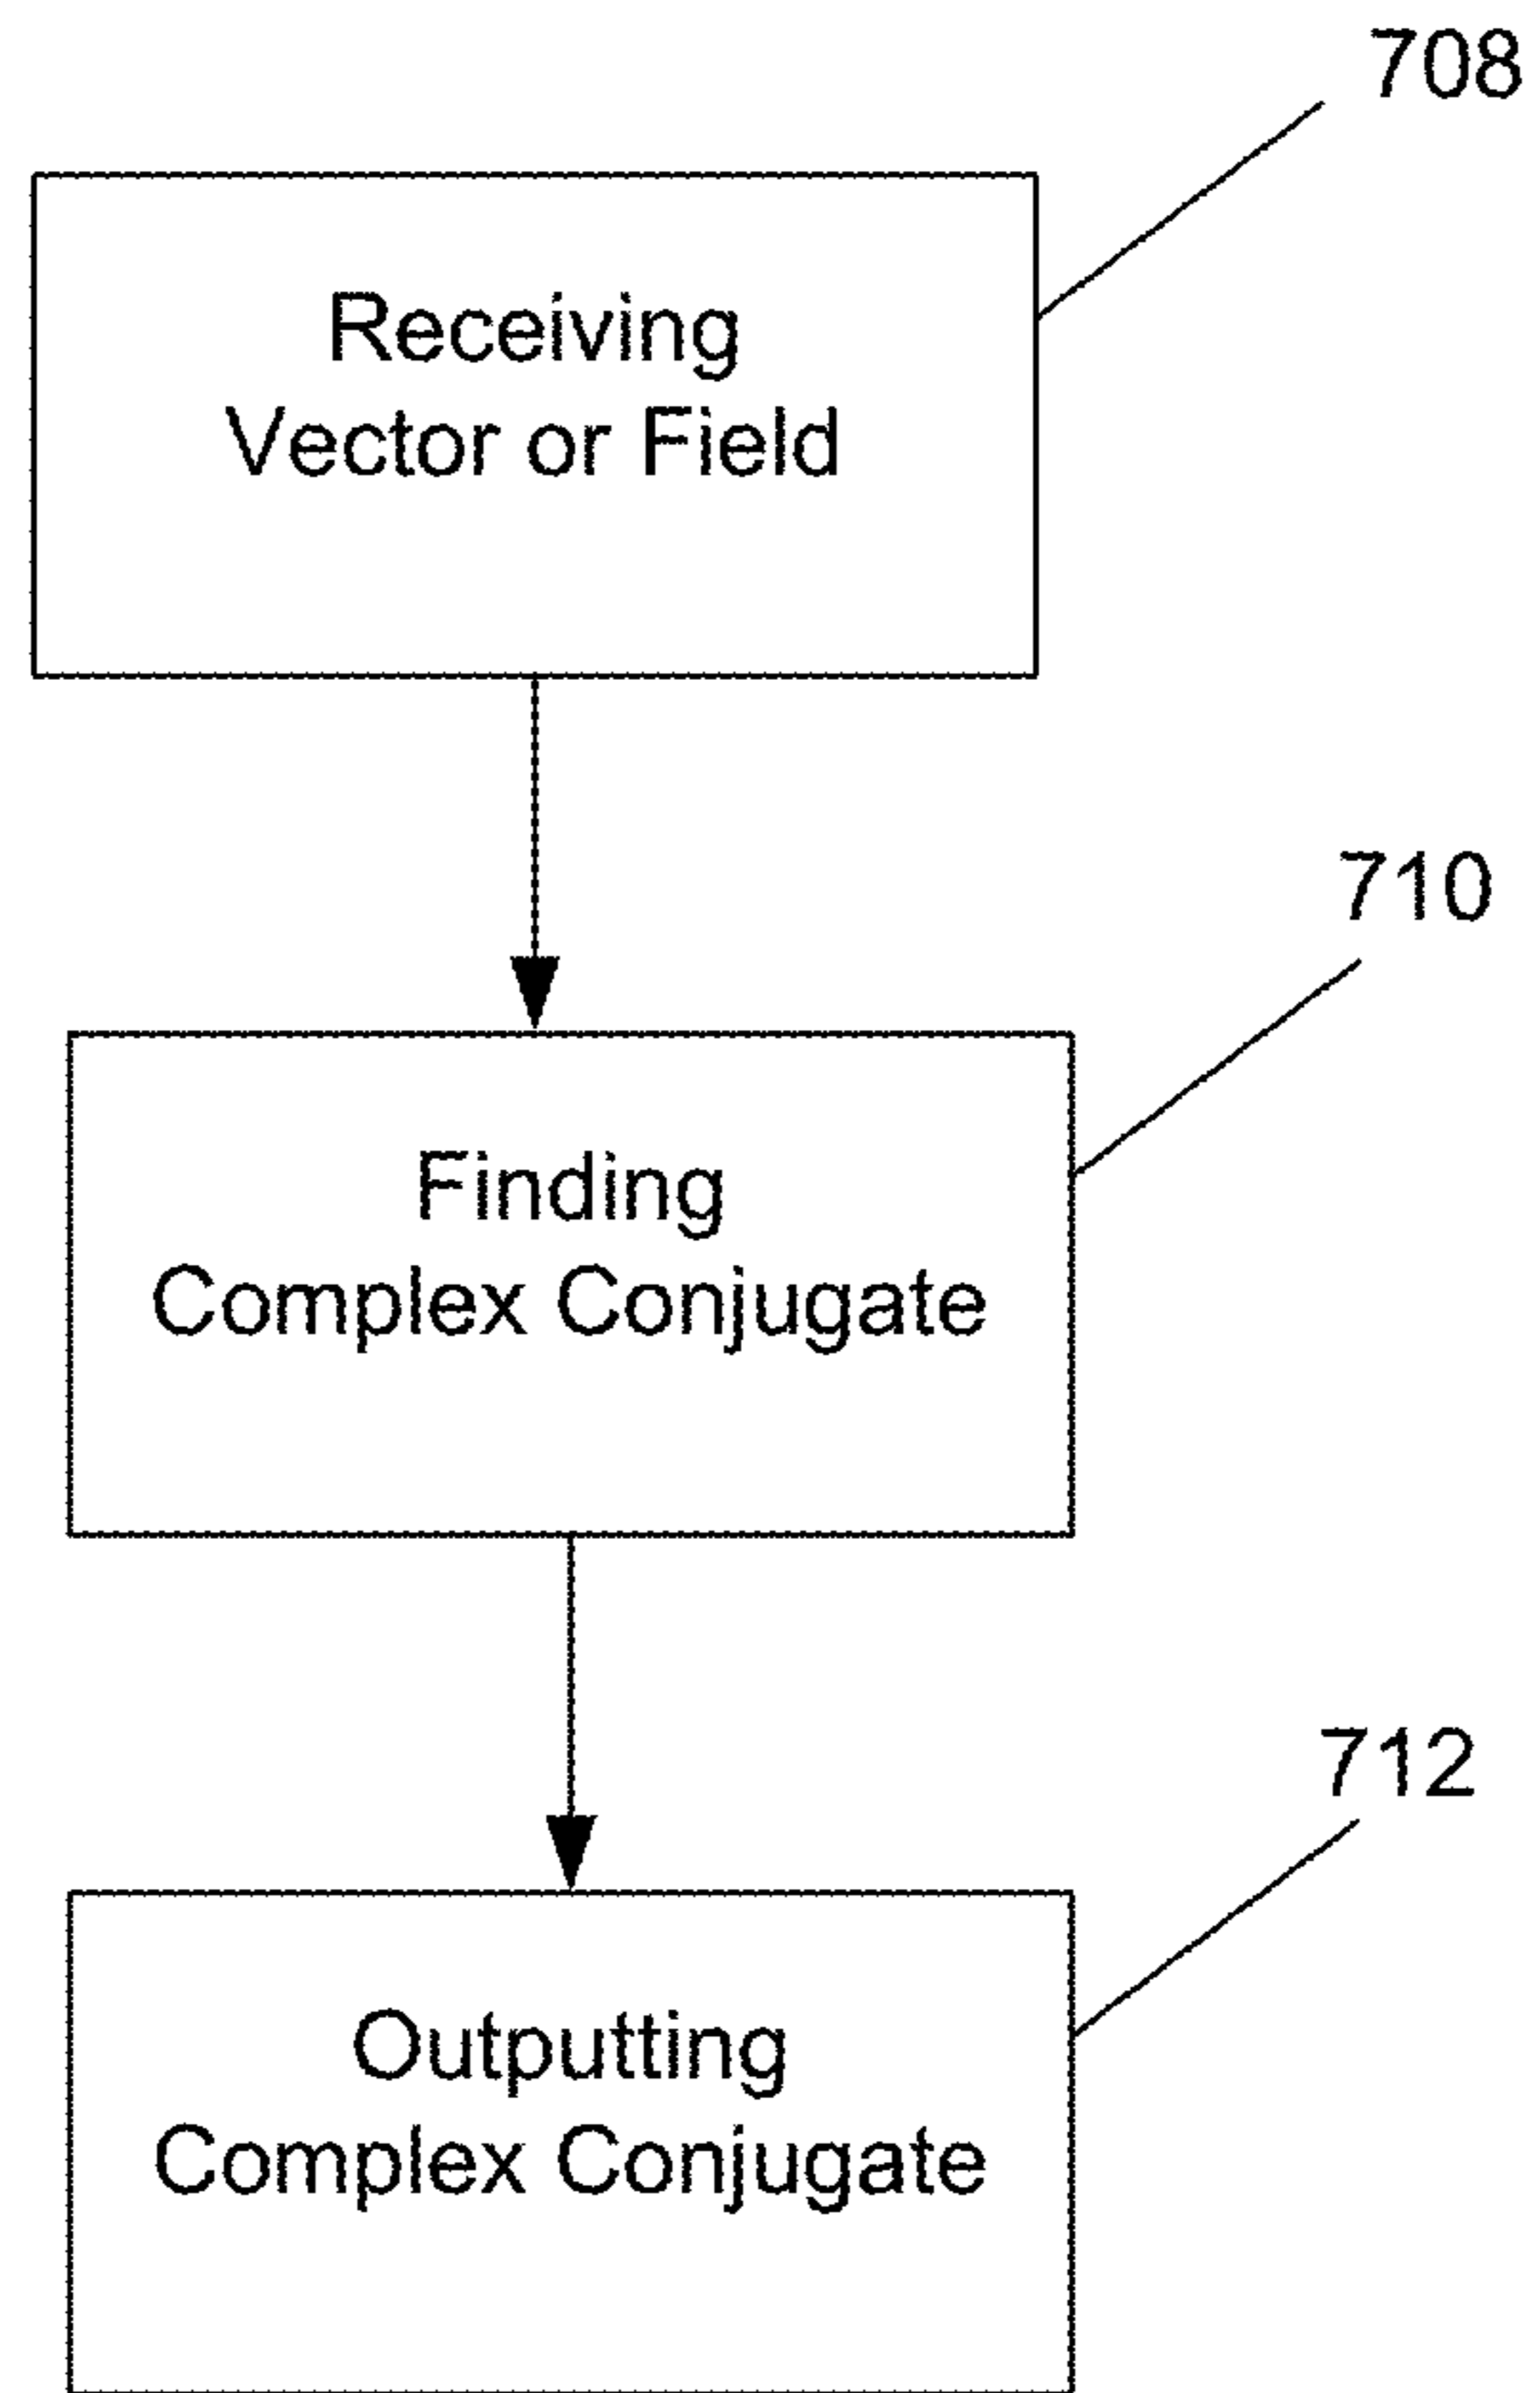 708
Receiving
Vector or Field
710
Finding
Complex Conjugate
712
Outputting
Complex Conjugate